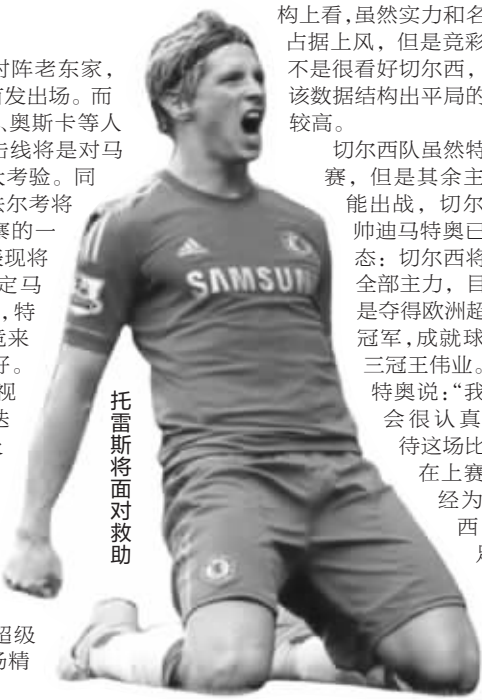 对阵老东家，
首发出场。而
、奥斯卡等人
击线将是对马
大考验。同
法尔考将
赛的一
表现将
定马
，特
竞来
好。
视
法
超级
场精
SAMSUNG
adidas
托雷斯将面对救助
构上看，虽然实力和名
占据上风，但是竞彩
不是很看好切尔西，
该数据结构出平局的
较高。
切尔西队虽然特
赛，但是其余主
能出战，切尔
帅迪马特奥已
态：切尔西将
全部主力，目
是夺得欧洲超
冠军，成就球
三冠王伟业。
特奥说：“我
会很认真
待这场比
在上赛
经为
西